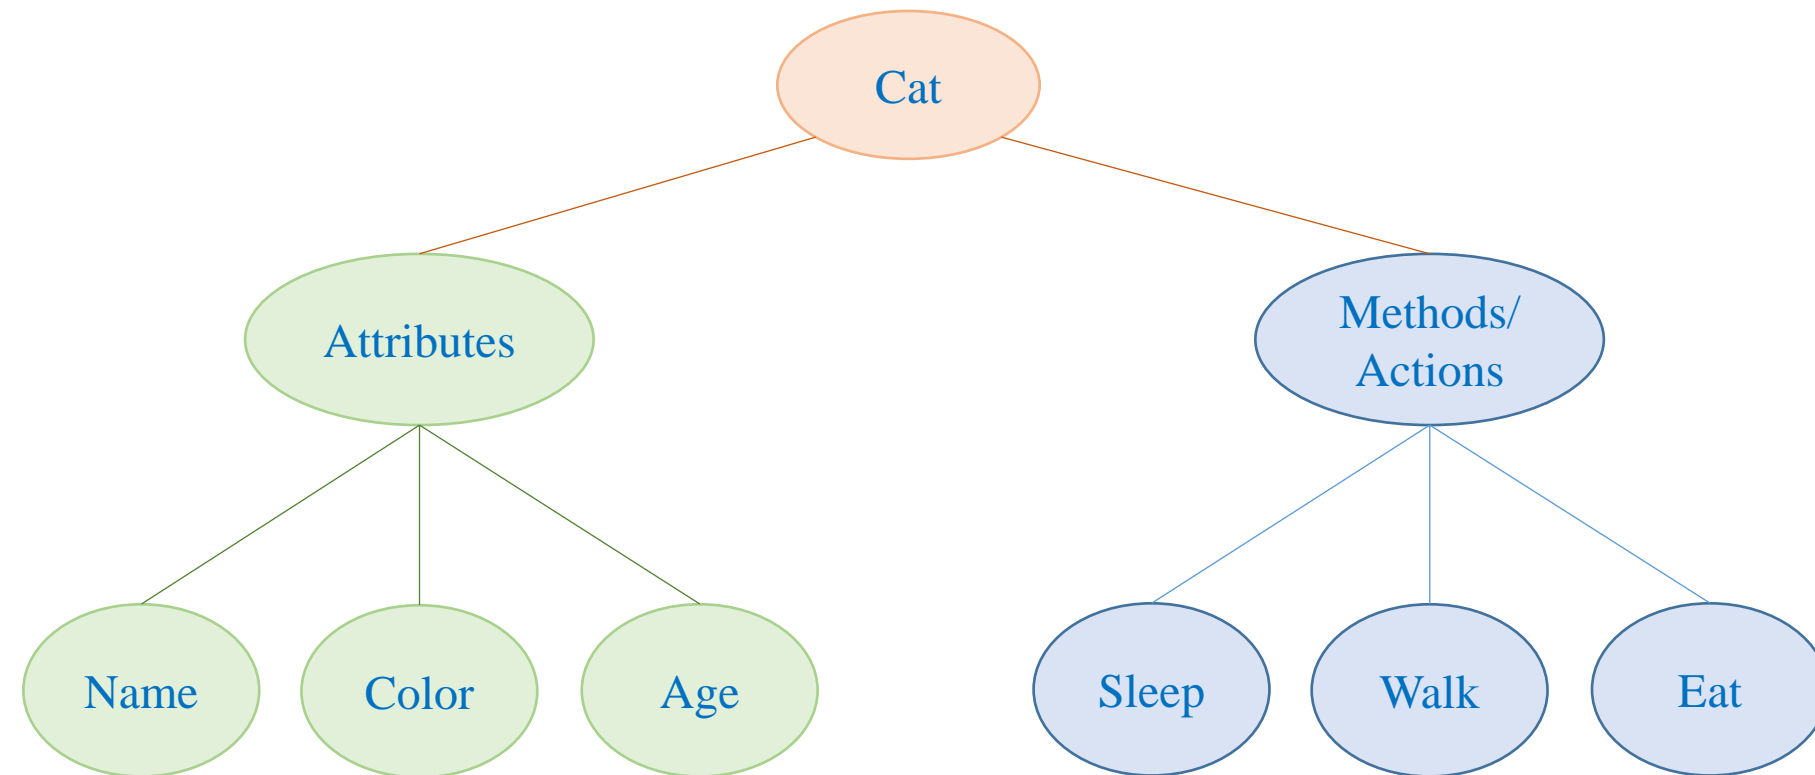 Cat
Attributes
Methods/
Actions
Name
Color
Age
Sleep
Walk
Eat